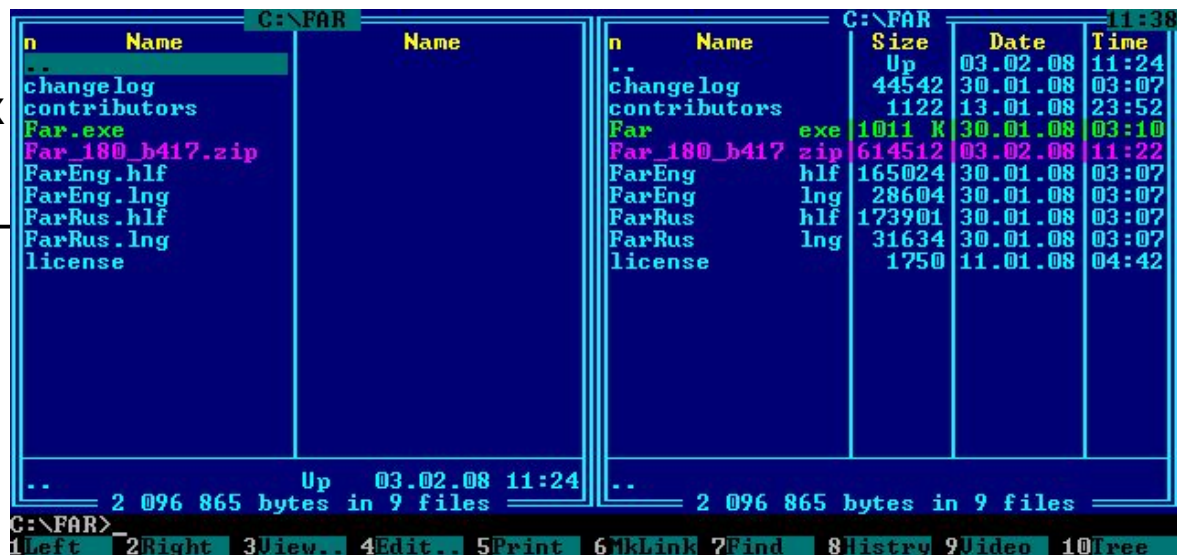 C:\FAR
n Name Name
..
changelog
contributors
Far.exe
Far_180_b417.zip
FarEng.hlf
FarEng.lng
FarRus.hlf
FarRus.lng
license
.. Up 03.02.08 11:24
2 096 865 bytes in 9 files
C:\FAR 11:38
n Name Size Date Time
.. Up 03.02.08 11:24
changelog 44542 30.01.08 03:07
contributors 1122 13.01.08 23:52
Far exe 1011 K 30.01.08 03:10
Far_180_b417 zip 614512 03.02.08 11:22
FarEng hlf 165024 30.01.08 03:07
FarEng lng 28604 30.01.08 03:07
FarRus hlf 173901 30.01.08 03:07
FarRus lng 31634 30.01.08 03:07
license 1750 11.01.08 04:42
..
2 096 865 bytes in 9 files
C:\FAR>_
1Left 2Right 3View.. 4Edit.. 5Print 6MkLink 7Find 8Histry 9Video 10Tree